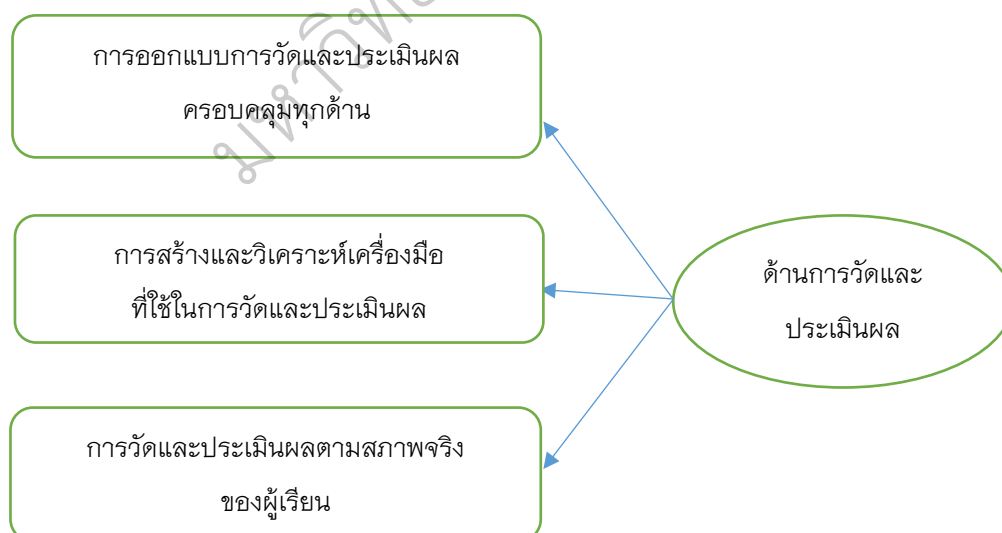 การออกแบบการวัดและประเมินผล
ครอบคลุมทุกด้าน
การสร้างและวิเคราะห์เครื่องมือ
ที่ใช้ในการวัดและประเมินผล
ด้านการวัดและ
ประเมินผล
การวัดและประเมินผลตามสภาพจริง
ของผู้เรียน